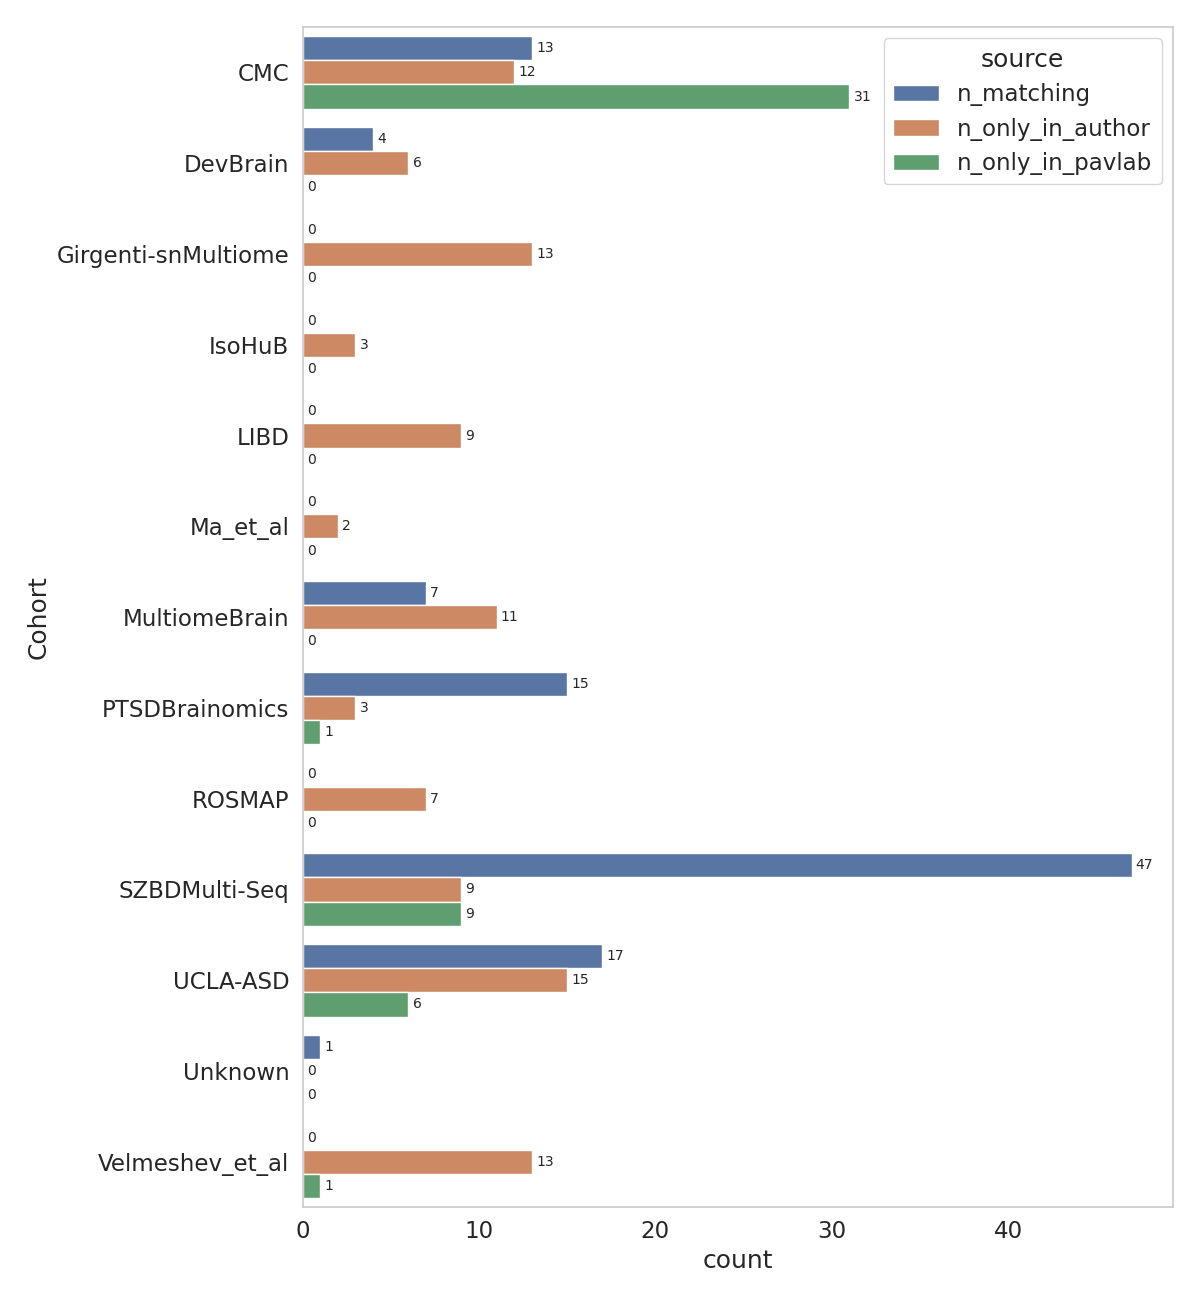 source
n_matching
n_only_in_author
n_only_in_pavlab
CMC
13
12
31
DevBrain
4
6
0
Girgenti-snMultiome
0
13
0
IsoHuB
0
3
0
LIBD
0
9
0
Ma_et_al
0
2
0
MultiomeBrain
7
11
0
PTSDBrainomics
15
3
1
ROSMAP
0
7
0
SZBDMulti-Seq
47
9
9
UCLA-ASD
17
15
6
Unknown
1
0
0
Velmeshev_et_al
0
13
1
Cohort
0 10 20 30 40
count